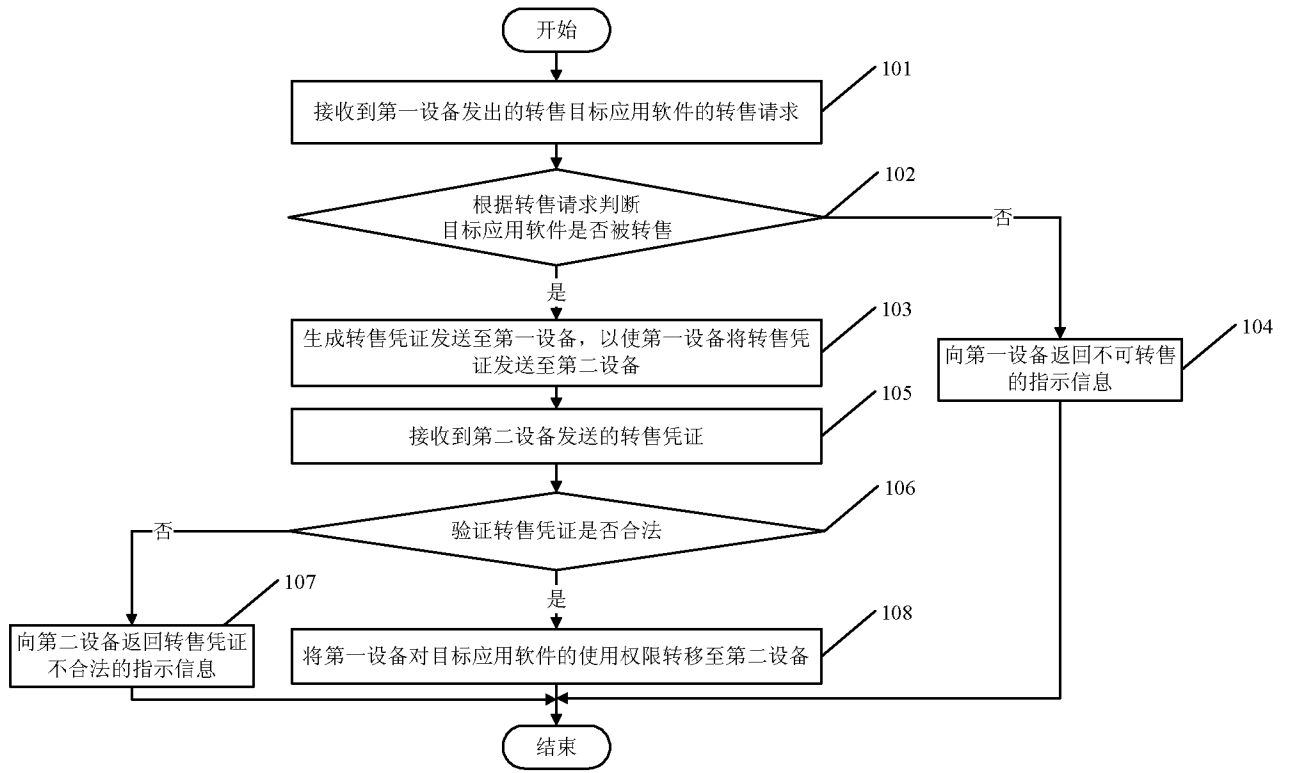 开始
101
接收到第一设备发出的转售目标应用软件的转售请求
102
根据转售请求判断
目标应用软件是否被转售
否
是
103
生成转售凭证发送至第一设备，以使第一设备将转售凭
证发送至第二设备
104
向第一设备返回不可转售
的指示信息
105
接收到第二设备发送的转售凭证
106
验证转售凭证是否合法
否
是
107
向第二设备返回转售凭证
不合法的指示信息
108
将第一设备对目标应用软件的使用权限转移至第二设备
结束